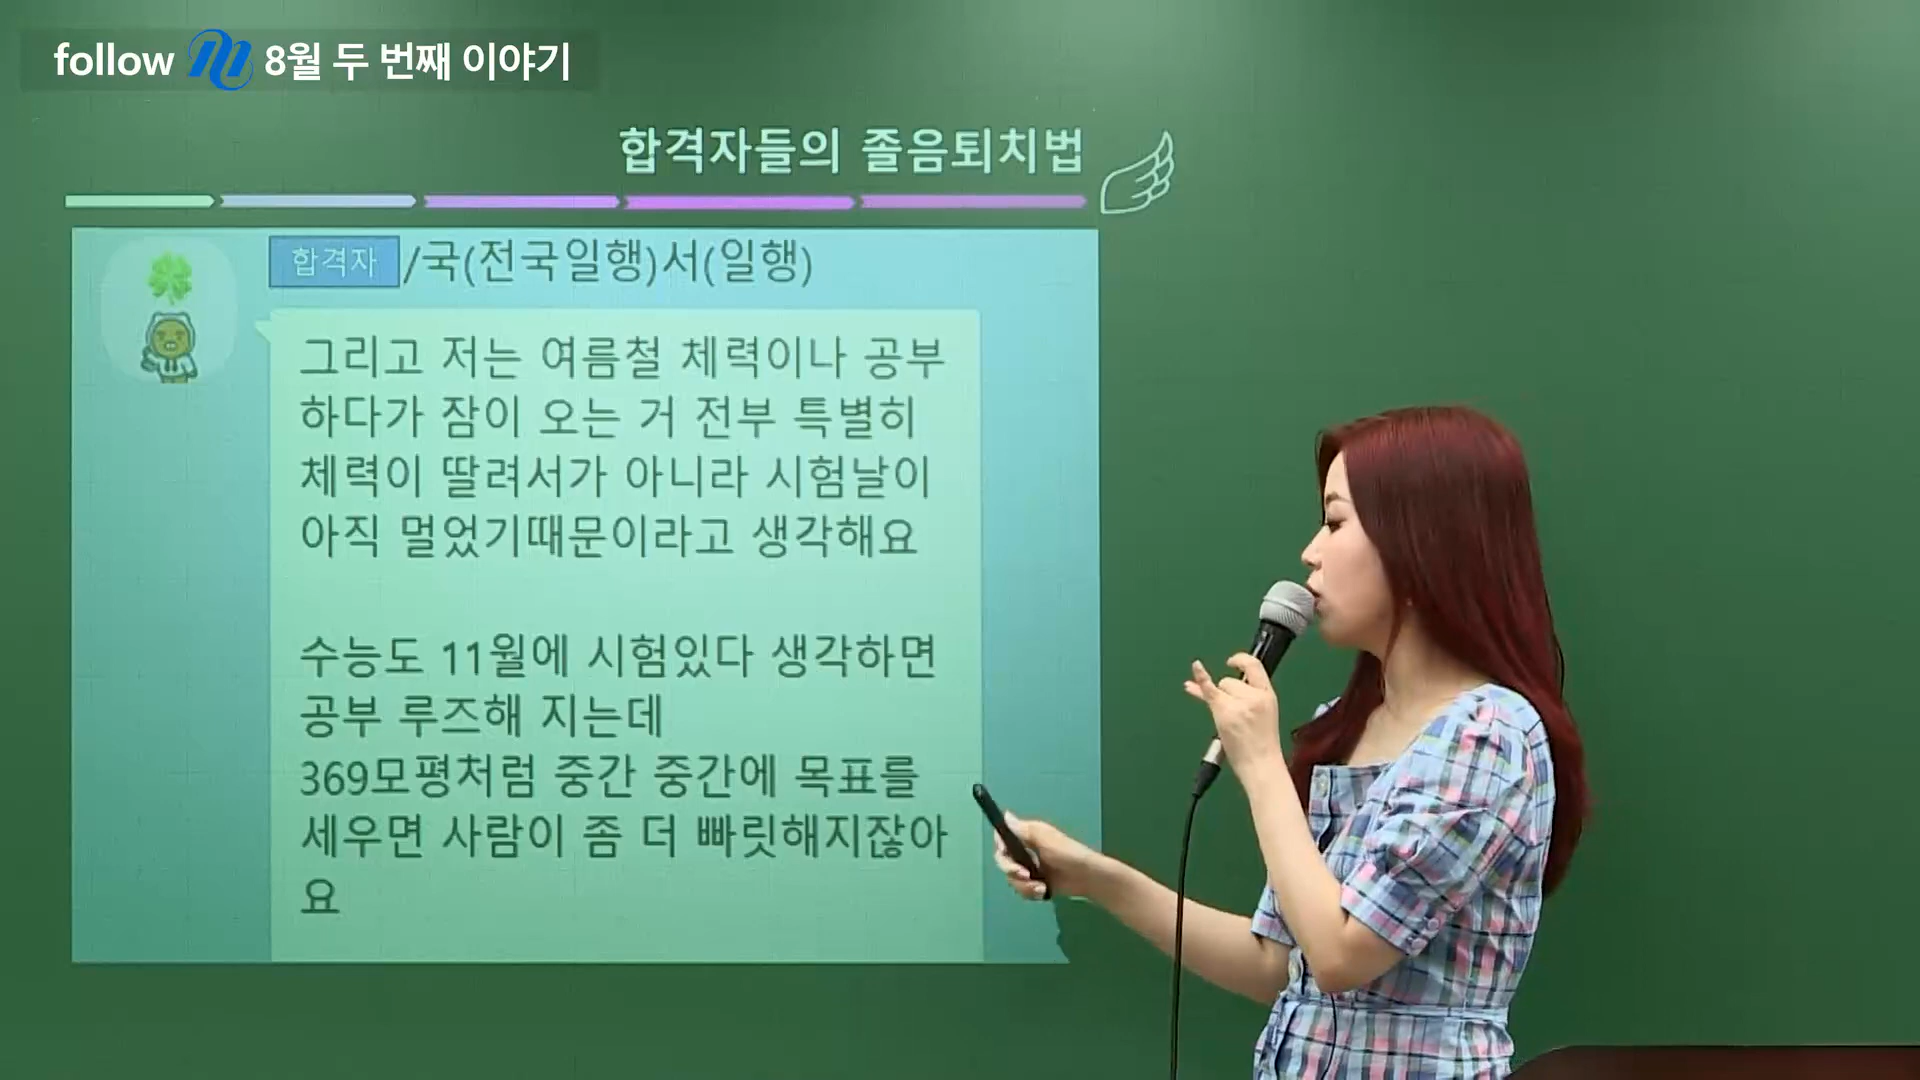 follow M 8월 두 번째 이야기
합격자들의 졸음퇴치법
합격자 /국(전국일행)서(일행)
그리고 저는 여름철 체력이나 공부
하다가 잠이 오는 거 전부 특별히
체력이 딸려서가 아니라 시험날이
아직 멀었기때문이라고 생각해요
수능도 11월에 시험있다 생각하면
공부 루즈해 지는데
369모평처럼 중간 중간에 목표를
세우면 사람이 좀 더 빠릿해지잖아
요